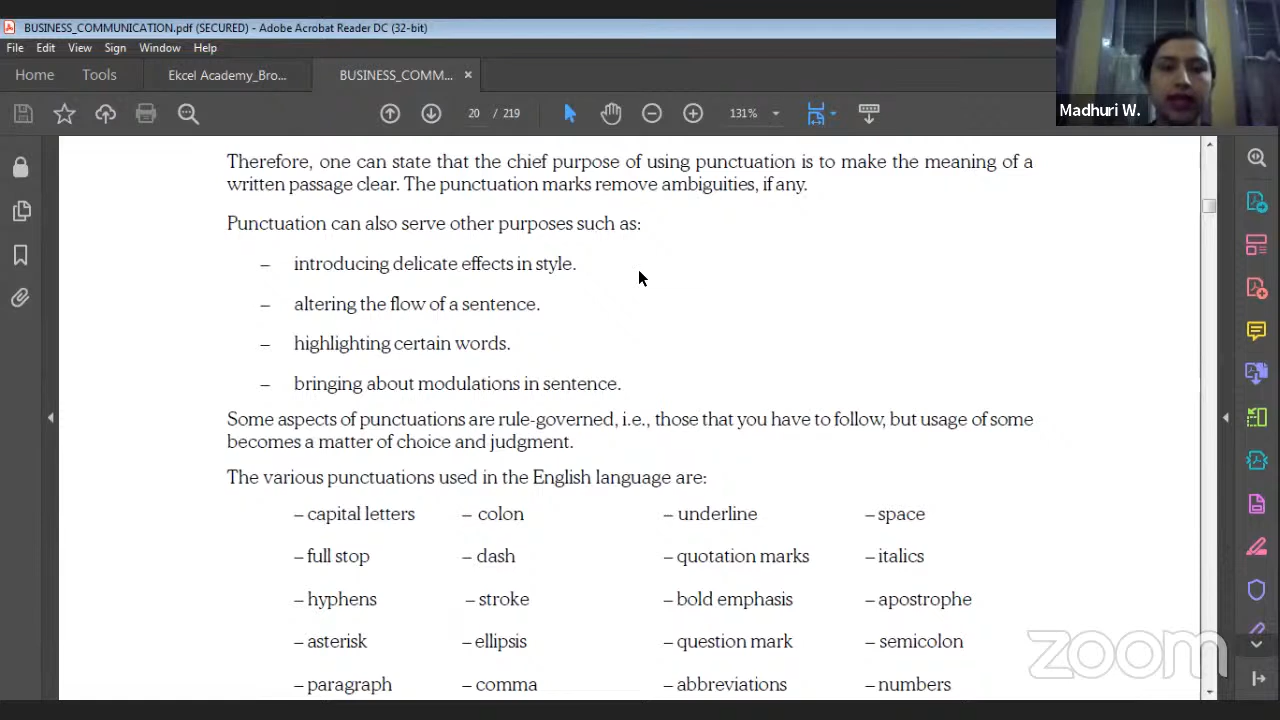 BUSINESS_COMMUNICATION.pdf (SECURED) - Adobe Acrobat Reader DC (32-bit)
File Edit View Sign Window Help
Home Tools Ekcel Academy_Bro... BUSINESS_COMM... ×
20 / 219 131%
Madhuri W.
Therefore, one can state that the chief purpose of using punctuation is to make the meaning of a
written passage clear. The punctuation marks remove ambiguities, if any.
Punctuation can also serve other purposes such as:
– introducing delicate effects in style.
– altering the flow of a sentence.
– highlighting certain words.
– bringing about modulations in sentence.
Some aspects of punctuations are rule-governed, i.e., those that you have to follow, but usage of some
becomes a matter of choice and judgment.
The various punctuations used in the English language are:
– capital letters – colon – underline – space
– full stop – dash – quotation marks – italics
– hyphens – stroke – bold emphasis – apostrophe
– asterisk – ellipsis – question mark – semicolon
– paragraph – comma – abbreviations – numbers
zoom